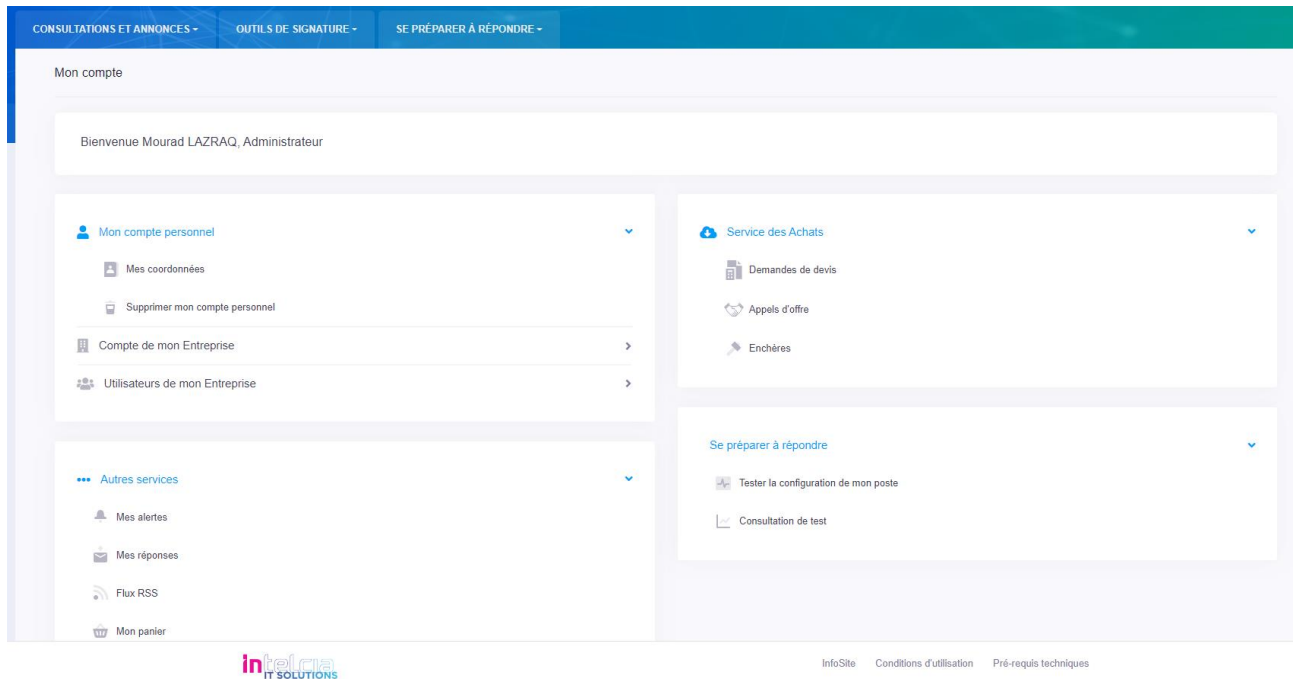 CONSULTATIONS ET ANNONCES
OUTILS DE SIGNATURE
SE PRÉPARER À RÉPONDRE
Mon compte
Bienvenue Mourad LAZRAQ, Administrateur
Mon compte personnel
Mes coordonnées
Supprimer mon compte personnel
Compte de mon Entreprise
Utilisateurs de mon Entreprise
Autres services
Mes alertes
Mes réponses
Flux RSS
Mon panier
Service des Achats
Demandes de devis
Appels d'offre
Enchères
Se préparer à répondre
Tester la configuration de mon poste
Consultation de test
intelcia
IT SOLUTIONS
InfoSite Conditions d'utilisation Pré-requis techniques